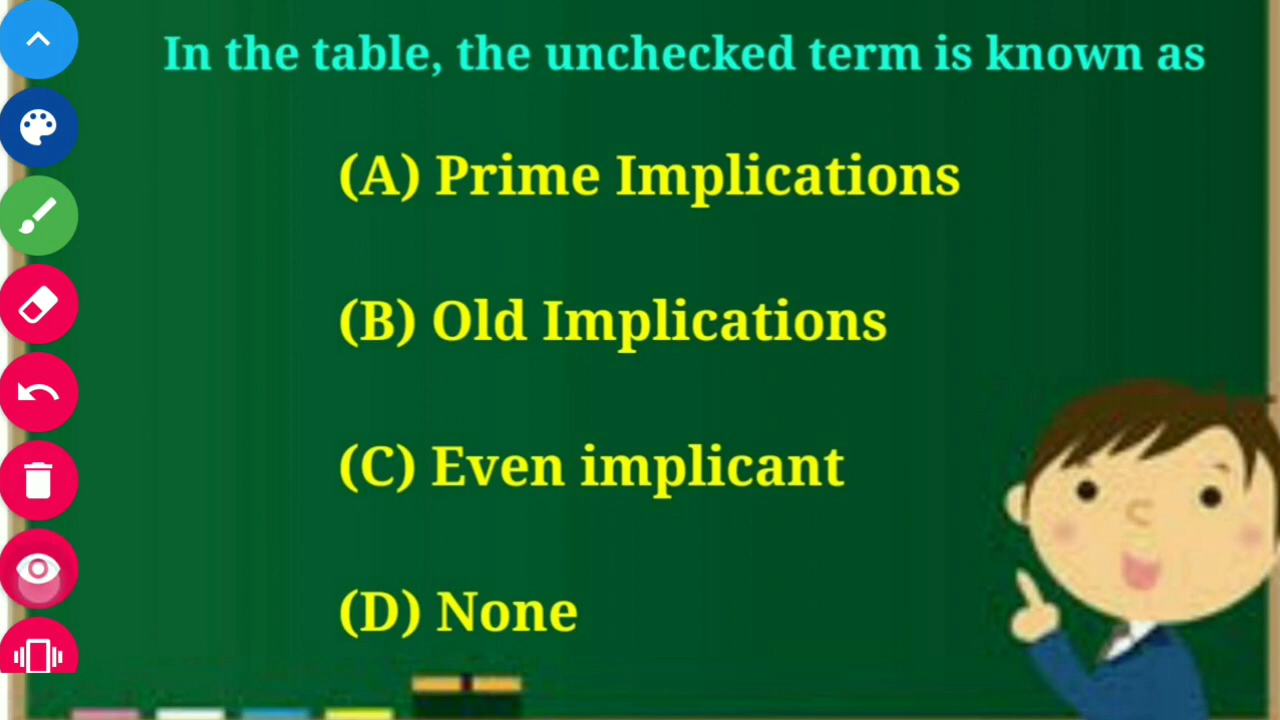 In the table, the unchecked term is known as
(A) Prime Implications
(B) Old Implications
(C) Even implicant
(D) None